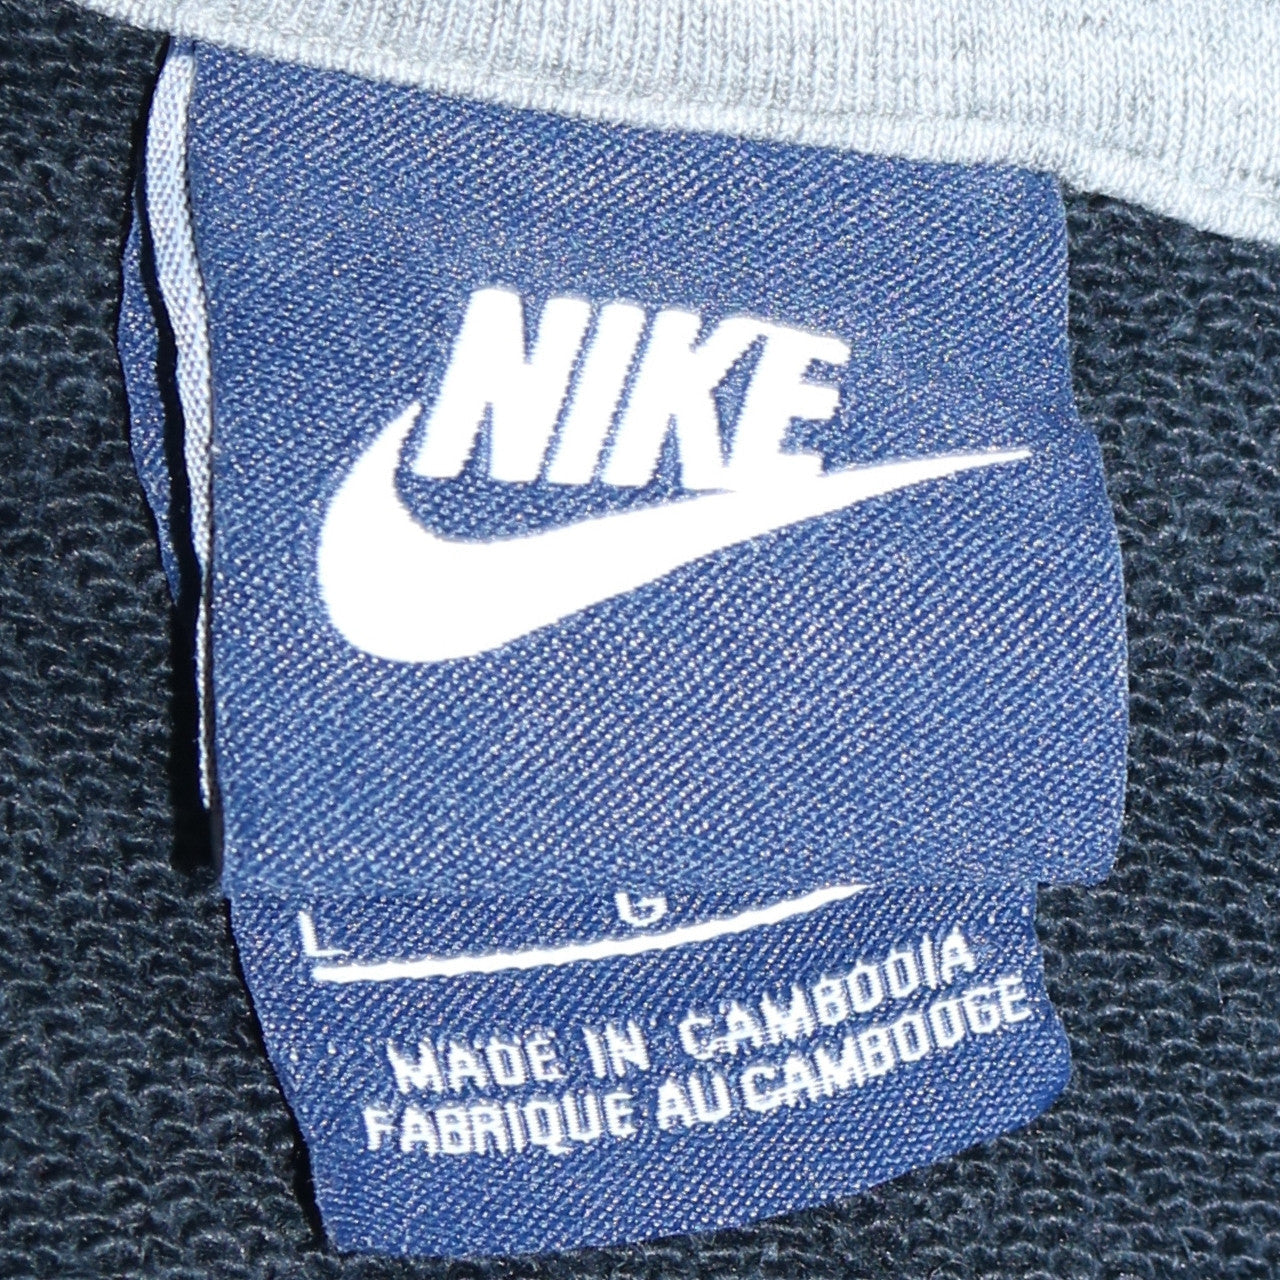 NIKE
L G
MADE IN CAMBODIA
FABRIQUE AU CAMBODGE